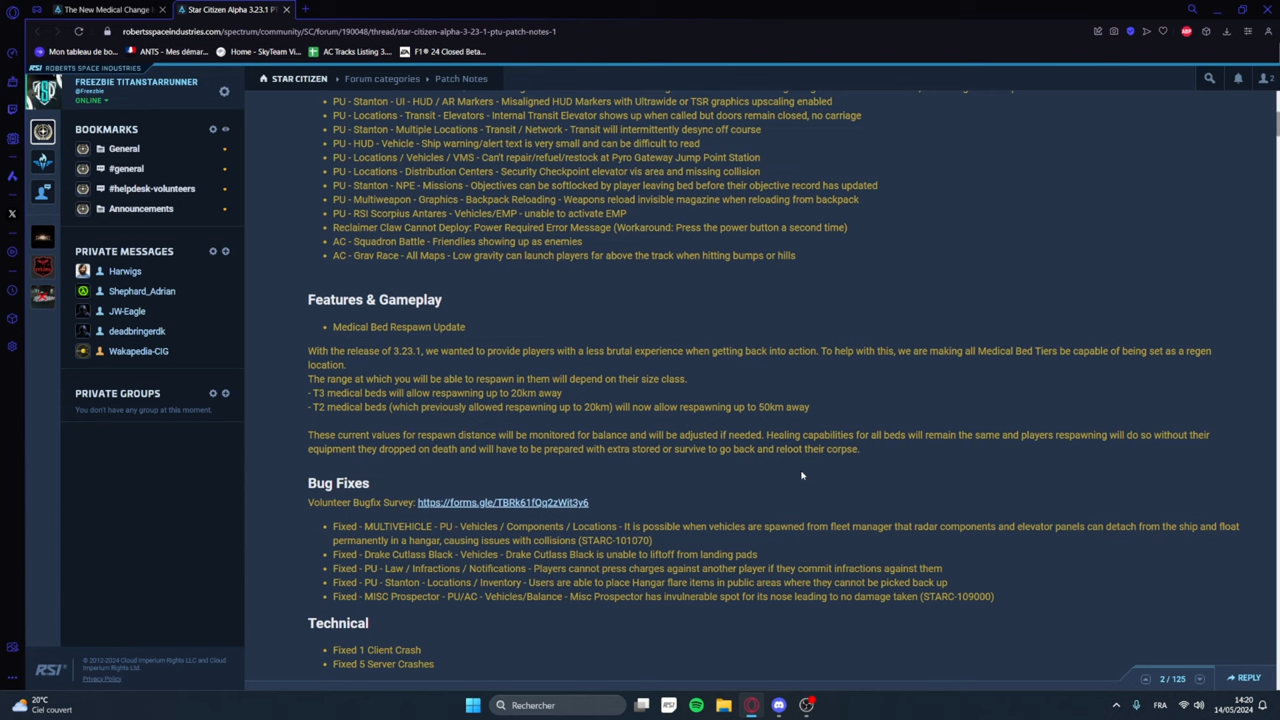 The New Medical Change
Star Citizen Alpha 3.23.1 PT
robertsspaceindustries.com/spectrum/community/SC/forum/190048/thread/star-citizen-alpha-3-23-1-ptu-patch-notes-1
Mon tableau de bo...
ANTS - Mes démar...
Home - SkyTeam Vi...
AC Tracks Listing 3....
F1® 24 Closed Beta...
RSI ROBERTS SPACE INDUSTRIES
FREEZBIE TITANSTARRUNNER
@Freezbie
ONLINE
BOOKMARKS
General
#general
#helpdesk-volunteers
Announcements
PRIVATE MESSAGES
Harwigs
Shephard_Adrian
JW-Eagle
deadbringerdk
Wakapedia-CIG
PRIVATE GROUPS
You don't have any group at this moment.
RSI
© 2012-2024 Cloud Imperium Rights LLC and Cloud
Imperium Rights Ltd.
Privacy Policy
STAR CITIZEN
Forum categories
Patch Notes
2
PU - Stanton - UI - HUD / AR Markers - Misaligned HUD Markers with Ultrawide or TSR graphics upscaling enabled
PU - Locations - Transit - Elevators - Internal Transit Elevator shows up when called but doors remain closed, no carriage
PU - Stanton - Multiple Locations - Transit / Network - Transit will intermittently desync off course
PU - HUD - Vehicle - Ship warning/alert text is very small and can be difficult to read
PU - Locations / Vehicles / VMS - Can't repair/refuel/restock at Pyro Gateway Jump Point Station
PU - Locations - Distribution Centers - Security Checkpoint elevator vis area and missing collision
PU - Stanton - NPE - Missions - Objectives can be softlocked by player leaving bed before their objective record has updated
PU - Multiweapon - Graphics - Backpack Reloading - Weapons reload invisible magazine when reloading from backpack
PU - RSI Scorpius Antares - Vehicles/EMP - unable to activate EMP
Reclaimer Claw Cannot Deploy: Power Required Error Message (Workaround: Press the power button a second time)
AC - Squadron Battle - Friendlies showing up as enemies
AC - Grav Race - All Maps - Low gravity can launch players far above the track when hitting bumps or hills
Features & Gameplay
Medical Bed Respawn Update
With the release of 3.23.1, we wanted to provide players with a less brutal experience when getting back into action. To help with this, we are making all Medical Bed Tiers be capable of being set as a regen
location.
The range at which you will be able to respawn in them will depend on their size class.
- T3 medical beds will allow respawning up to 20km away
- T2 medical beds (which previously allowed respawning up to 20km) will now allow respawning up to 50km away
These current values for respawn distance will be monitored for balance and will be adjusted if needed. Healing capabilities for all beds will remain the same and players respawning will do so without their
equipment they dropped on death and will have to be prepared with extra stored or survive to go back and reloot their corpse.
Bug Fixes
Volunteer Bugfix Survey: https://forms.gle/TBRk61fQq2zWit3y6
Fixed - MULTIVEHICLE - PU - Vehicles / Components / Locations - It is possible when vehicles are spawned from fleet manager that radar components and elevator panels can detach from the ship and float
permanently in a hangar, causing issues with collisions (STARC-101070)
Fixed - Drake Cutlass Black - Vehicles - Drake Cutlass Black is unable to liftoff from landing pads
Fixed - PU - Law / Infractions / Notifications - Players cannot press charges against another player if they commit infractions against them
Fixed - PU - Stanton - Locations / Inventory - Users are able to place Hangar flare items in public areas where they cannot be picked back up
Fixed - MISC Prospector - PU/AC - Vehicles/Balance - Misc Prospector has invulnerable spot for its nose leading to no damage taken (STARC-109000)
Technical
Fixed 1 Client Crash
Fixed 5 Server Crashes
2 / 125
REPLY
20°C
Ciel couvert
Rechercher
FRA
14:20
14/05/2024